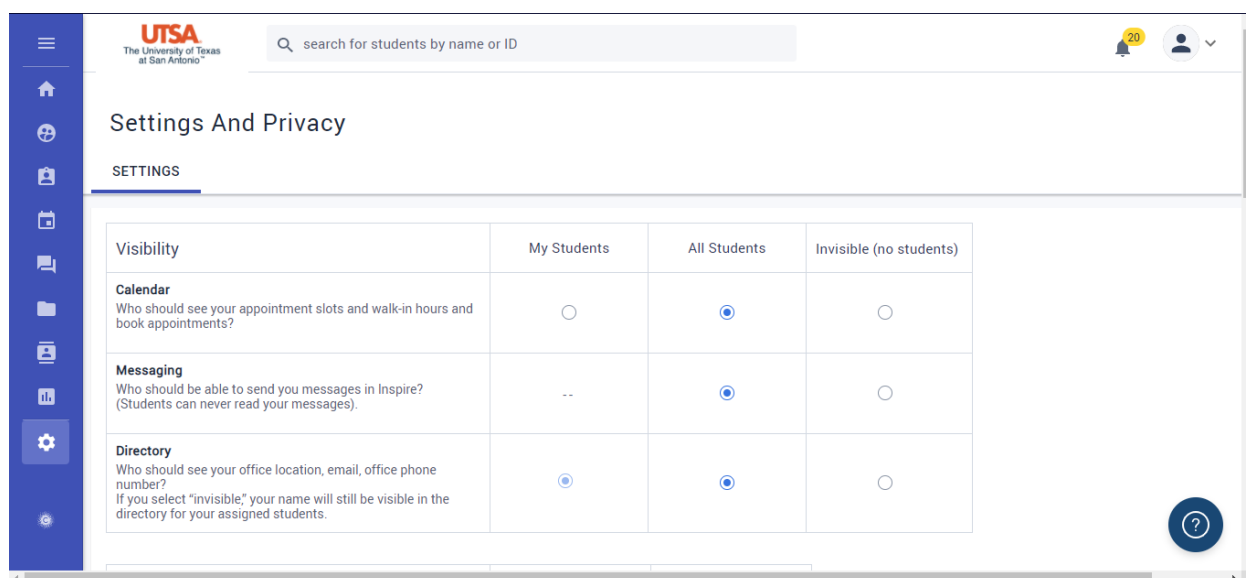 UTSA.
The University of Texas
at San Antonio™
search for students by name or ID
20
Settings And Privacy
SETTINGS
Visibility
My Students
All Students
Invisible (no students)
Calendar
Who should see your appointment slots and walk-in hours and
book appointments?
Messaging
Who should be able to send you messages in Inspire?
(Students can never read your messages).
--
Directory
Who should see your office location, email, office phone
number?
If you select “invisible,” your name will still be visible in the
directory for your assigned students.